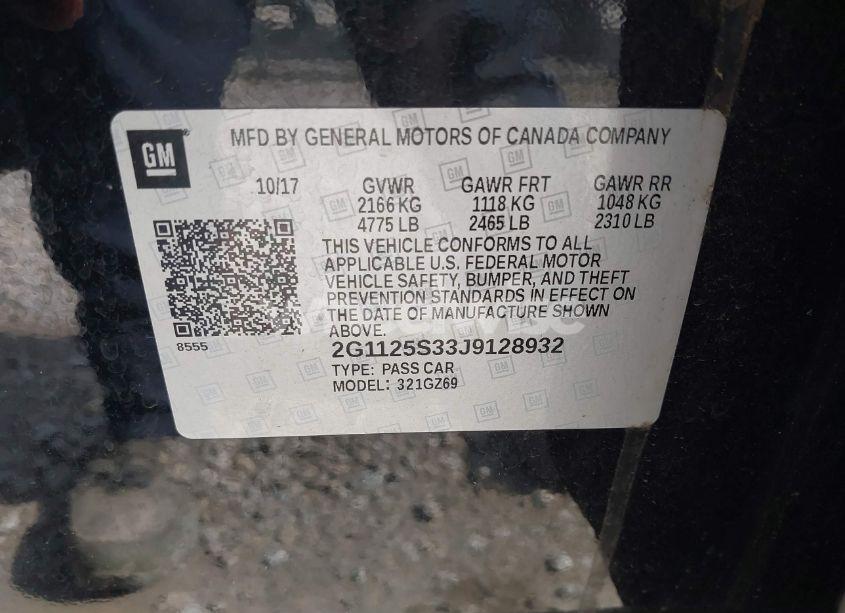 GM
MFD BY GENERAL MOTORS OF CANADA COMPANY
10/17 GVWR GAWR FRT GAWR RR
2166 KG 1118 KG 1048 KG
4775 LB 2465 LB 2310 LB
THIS VEHICLE CONFORMS TO ALL
APPLICABLE U.S. FEDERAL MOTOR
VEHICLE SAFETY, BUMPER, AND THEFT
PREVENTION STANDARDS IN EFFECT ON
THE DATE OF MANUFACTURE SHOWN
ABOVE.
8555
2G1125S33J9128932
TYPE: PASS CAR
MODEL: 321GZ69